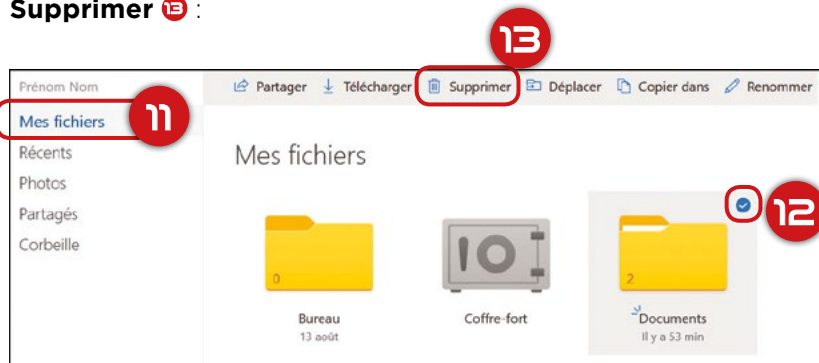 Supprimer 13 :
13
Prénom Nom
Partager Télécharger Supprimer Déplacer Copier dans Renommer
Mes fichiers
11
Récents
Photos
Partagés
Corbeille
Mes fichiers
12
0
2
Bureau
Coffre-fort
Documents
13 août
Il y a 53 min